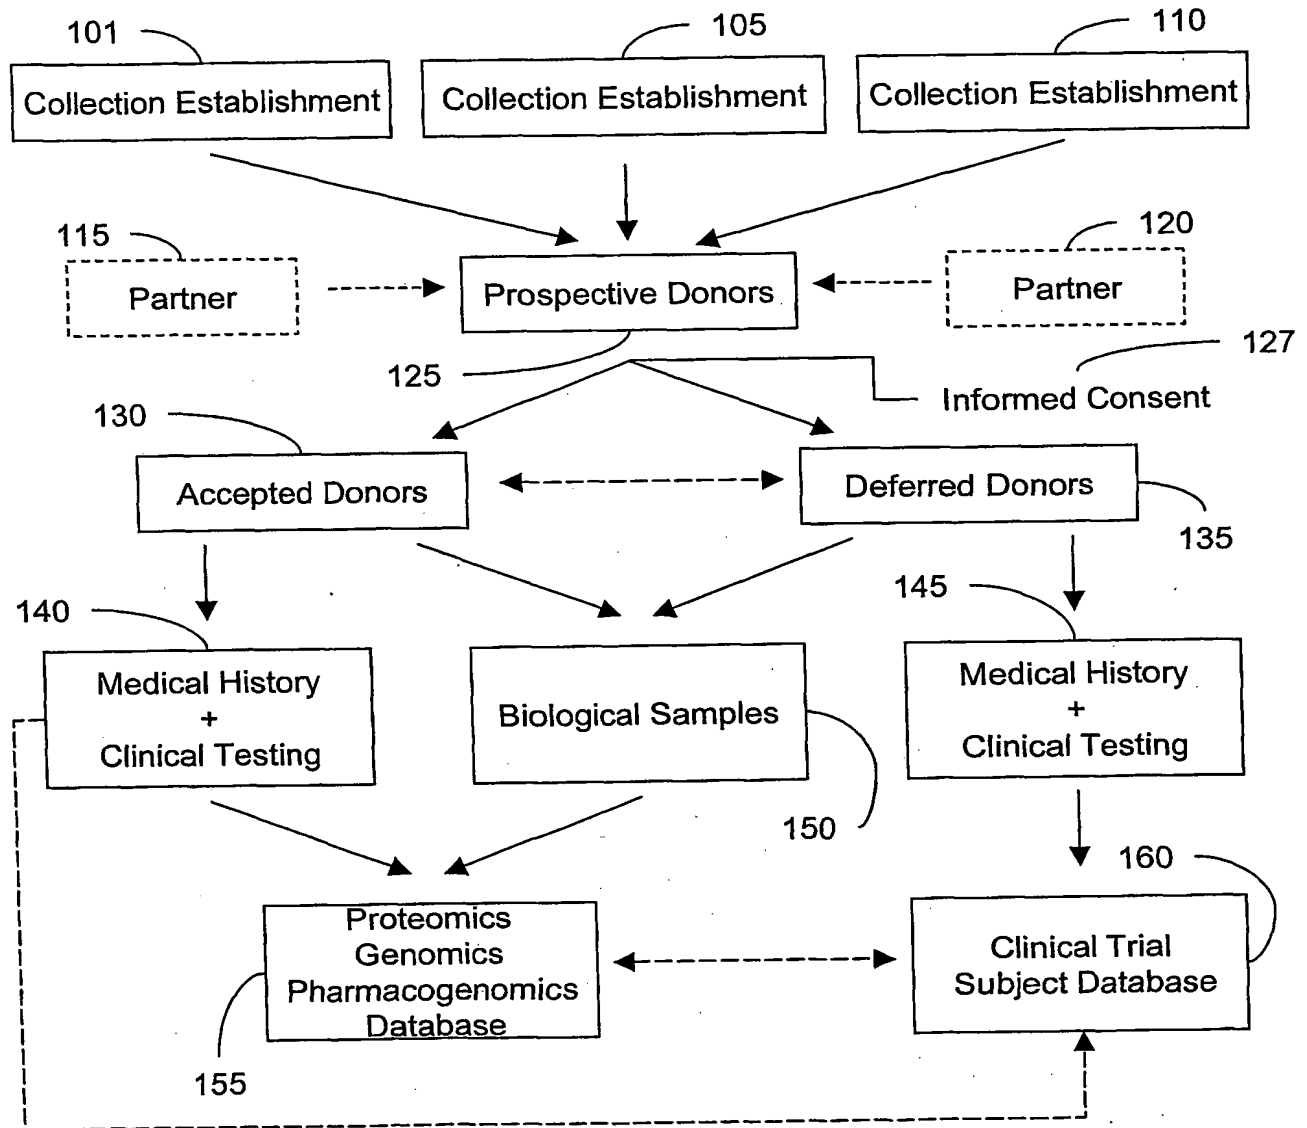 101
105
110
Collection Establishment
Collection Establishment
Collection Establishment
115
120
Partner
Prospective Donors
Partner
125
127
Informed Consent
130
Accepted Donors
Deferred Donors
135
140
145
Medical History
+
Clinical Testing
Biological Samples
Medical History
+
Clinical Testing
150
160
Proteomics
Genomics
Pharmacogenomics
Database
Clinical Trial
Subject Database
155